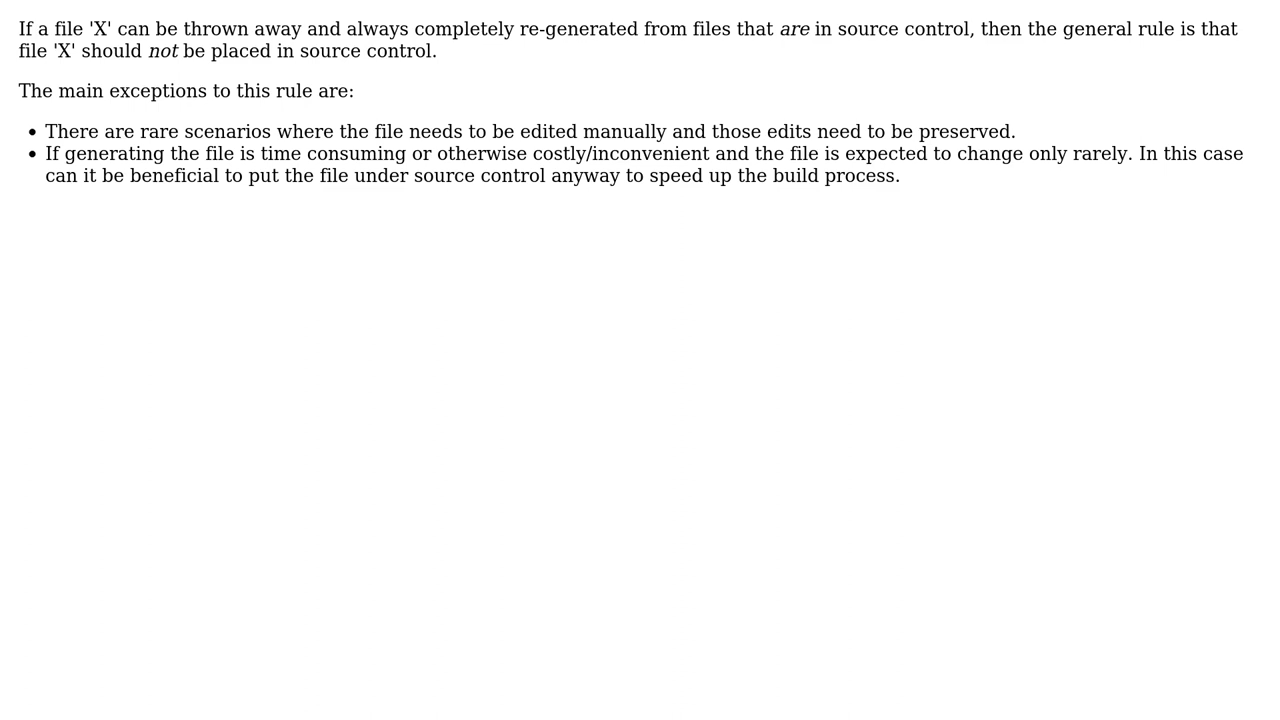 If a file 'X' can be thrown away and always completely re-generated from files that are in source control, then the general rule is that
file 'X' should not be placed in source control.
The main exceptions to this rule are:
• There are rare scenarios where the file needs to be edited manually and those edits need to be preserved.
• If generating the file is time consuming or otherwise costly/inconvenient and the file is expected to change only rarely. In this case
can it be beneficial to put the file under source control anyway to speed up the build process.